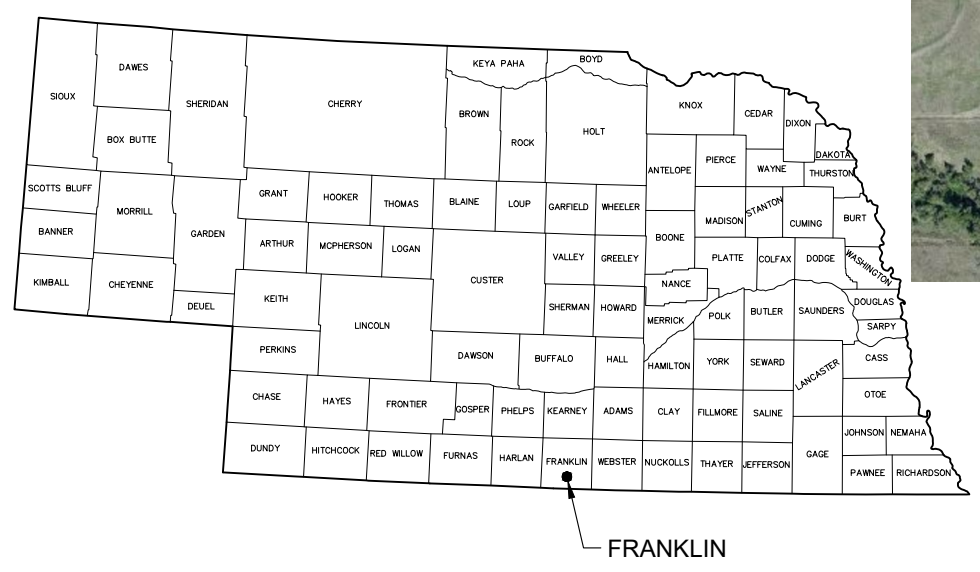 KEYA PAHA
BOYD
DAWES
SIOUX
SHERIDAN
CHERRY
KNOX
BROWN
CEDAR
DIXON
HOLT
BOX BUTTE
ROCK
DAKOTA
PIERCE
ANTELOPE
WAYNE
THURSTON
SCOTTS BLUFF
GRANT
HOOKER
THOMAS
BLAINE
LOUP
GARFIELD
WHEELER
MORRILL
STANTON
BURT
MADISON
CUMING
BANNER
GARDEN
ARTHUR
MCPHERSON
LOGAN
BOONE
VALLEY
GREELEY
PLATTE
COLFAX
DODGE
WASHINGTON
KIMBALL
CHEYENNE
CUSTER
NANCE
DEUEL
KEITH
SHERMAN
HOWARD
DOUGLAS
LINCOLN
MERRICK
POLK
BUTLER
SAUNDERS
SARPY
PERKINS
DAWSON
BUFFALO
HALL
HAMILTON
YORK
SEWARD
LANCASTER
CASS
CHASE
HAYES
FRONTIER
GOSPER
PHELPS
KEARNEY
ADAMS
CLAY
FILLMORE
SALINE
OTOE
JOHNSON
NEMAHA
DUNDY
HITCHCOCK
RED WILLOW
FURNAS
HARLAN
FRANKLIN
WEBSTER
NUCKOLLS
THAYER
JEFFERSON
GAGE
PAWNEE
RICHARDSON
FRANKLIN